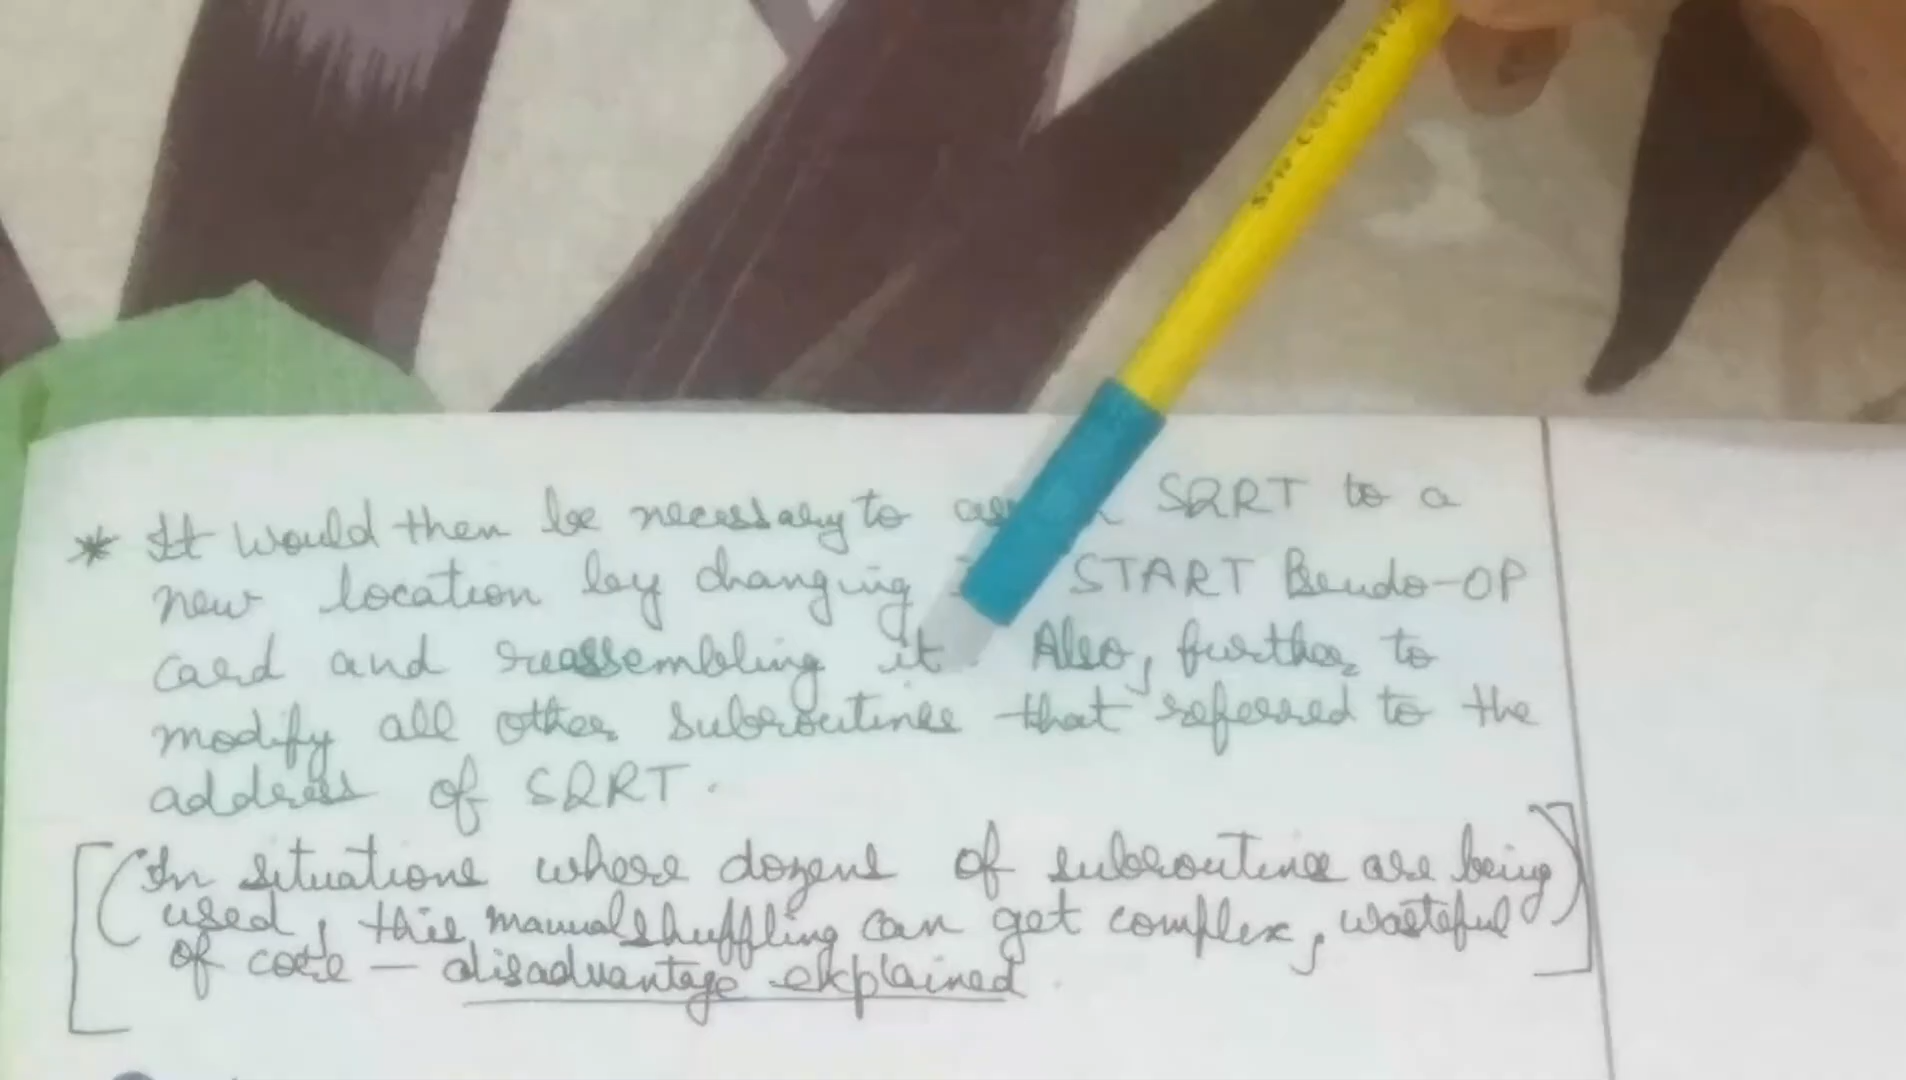 SPIP COTOPSTIX
* It would then be necessary to SQRT to a
new location by changing START Pseudo-OP
card and reassembling it. Also, further to
modify all other subroutines that referred to the
address of SQRT.
[(In situations where dozens of subroutines are being
used, this manual shuffling can get complex, wasteful)]
of core — disadvantage explained.